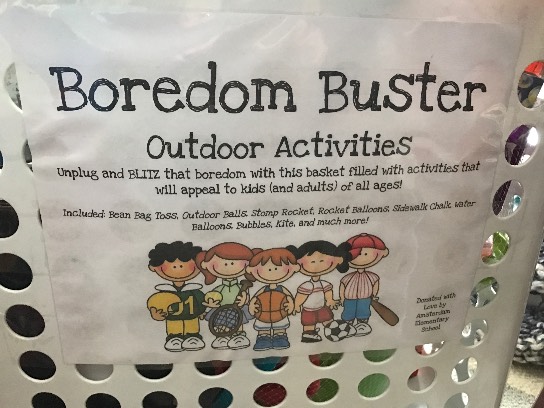 Boredom Buster
Outdoor Activities
Unplug and BLITZ that boredom with this basket filled with activities that
will appeal to kids (and adults) of all ages!
Included: Bean Bag Toss, Outdoor Balls, Stomp Rocket, Rocket Balloons, Sidewalk Chalk, Water
Balloons, Bubbles, Kite, and much more!
01
Donated with
Love by
Amsterdam
Elementary
School